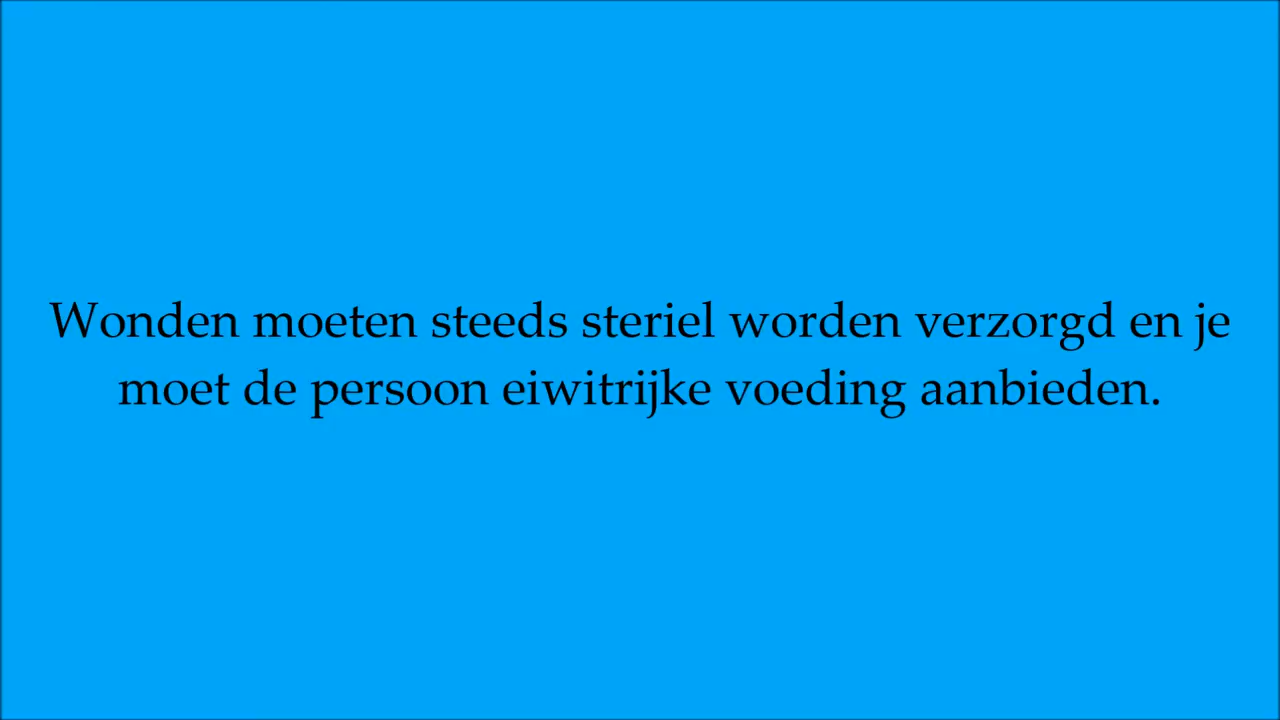 Wonden moeten steeds steriel worden verzorgd en je
moet de persoon eiwitrijke voeding aanbieden.